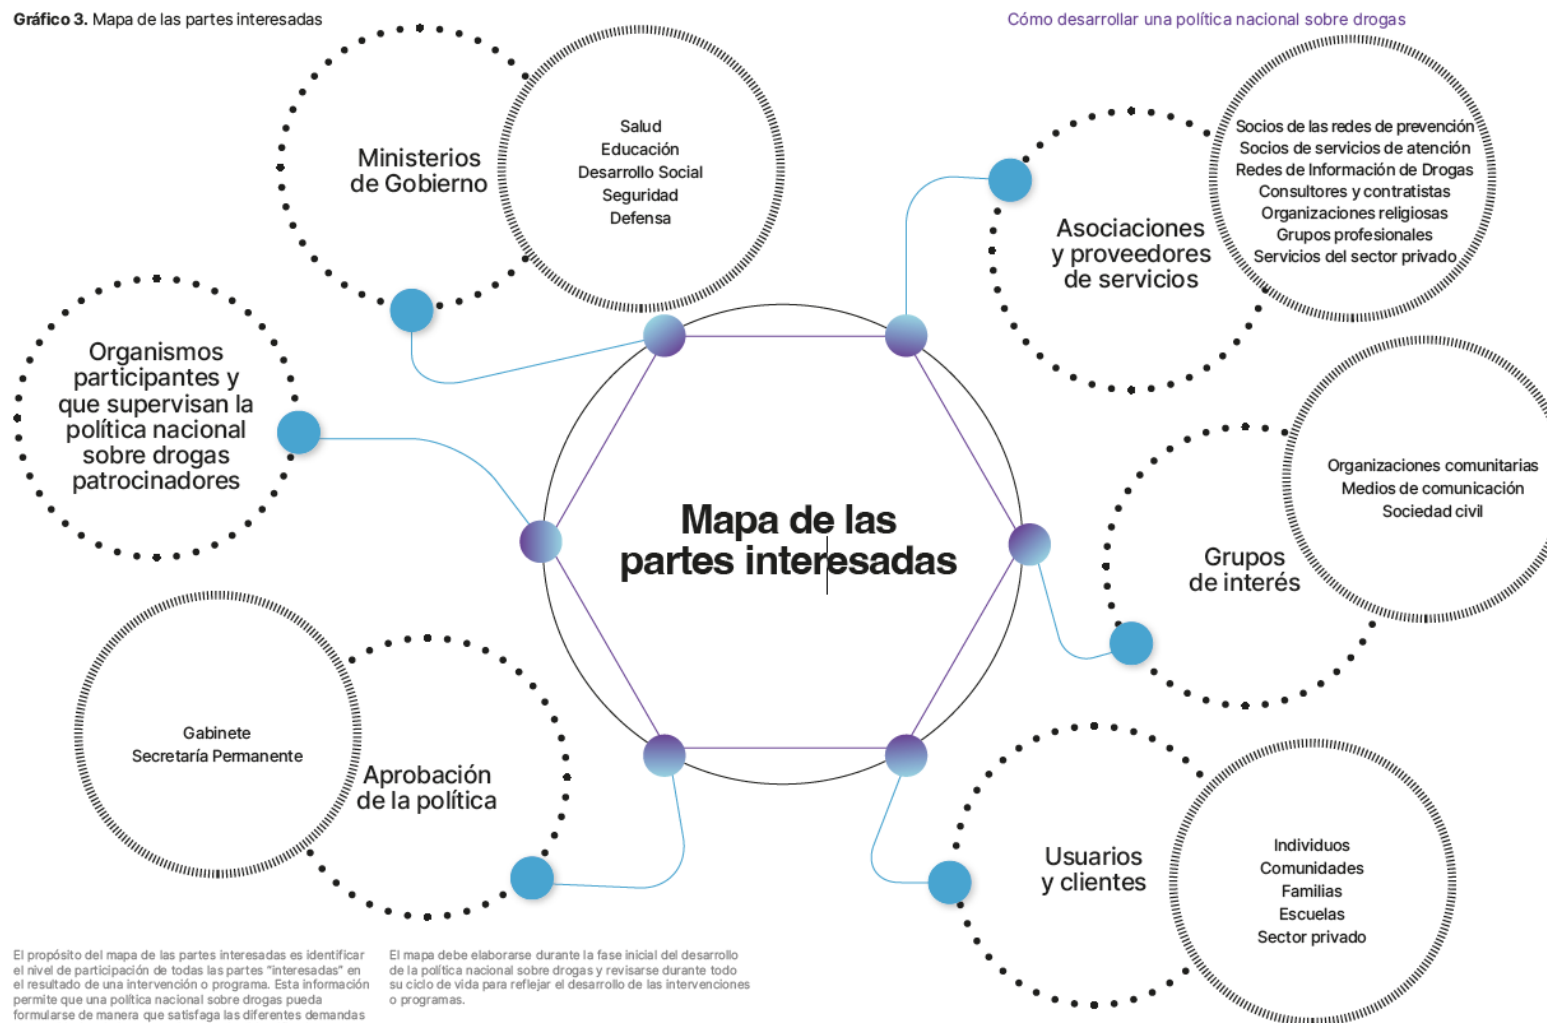 Gráfico 3. Mapa de las partes interesadas
Cómo desarrollar una política nacional sobre drogas
Ministerios
de Gobierno
Salud
Educación
Desarrollo Social
Seguridad
Defensa
Asociaciones
y proveedores
de servicios
Socios de las redes de prevención
Socios de servicios de atención
Redes de Información de Drogas
Consultores y contratistas
Organizaciones religiosas
Grupos profesionales
Servicios del sector privado
Organismos
participantes y
que supervisan la
política nacional
sobre drogas
patrocinadores
Mapa de las
partes interesadas
Grupos
de interés
Organizaciones comunitarias
Medios de comunicación
Sociedad civil
Gabinete
Secretaría Permanente
Aprobación
de la política
Usuarios
y clientes
Individuos
Comunidades
Familias
Escuelas
Sector privado
El propósito del mapa de las partes interesadas es identificar
el nivel de participación de todas las partes "interesadas" en
el resultado de una intervención o programa. Esta información
permite que una política nacional sobre drogas pueda
formularse de manera que satisfaga las diferentes demandas
El mapa debe elaborarse durante la fase inicial del desarrollo
de la política nacional sobre drogas y revisarse durante todo
su ciclo de vida para reflejar el desarrollo de las intervenciones
o programas.